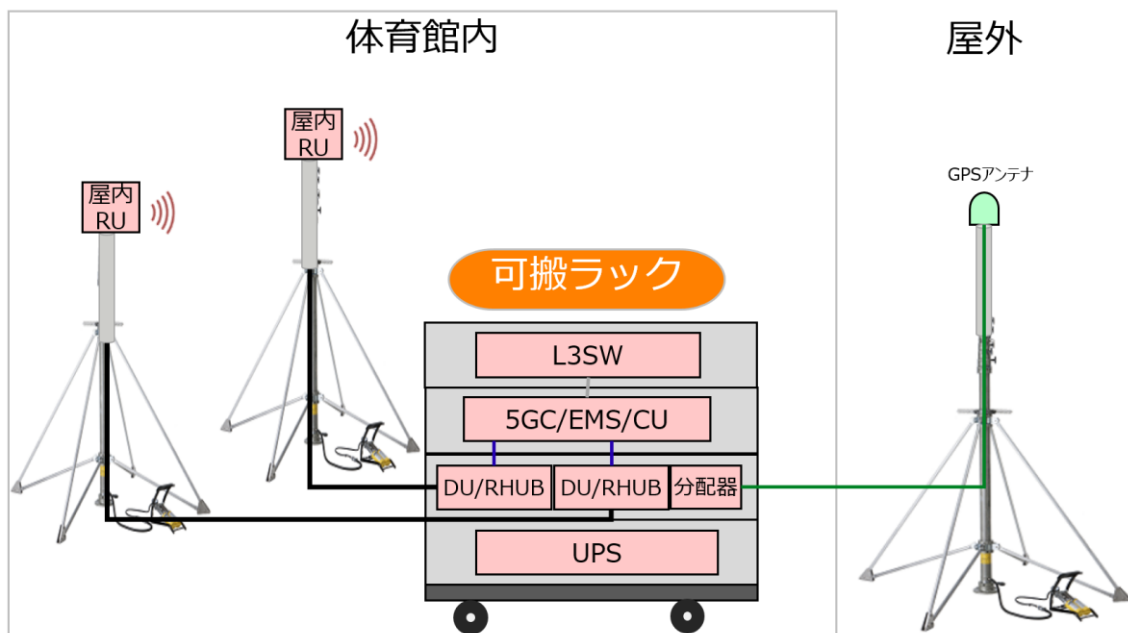 体育館内
屋外
屋内
RU
屋内
RU
GPSアンテナ
可搬ラック
L3SW
5GC/EMS/CU
DU/RHUB
DU/RHUB
分配器
UPS